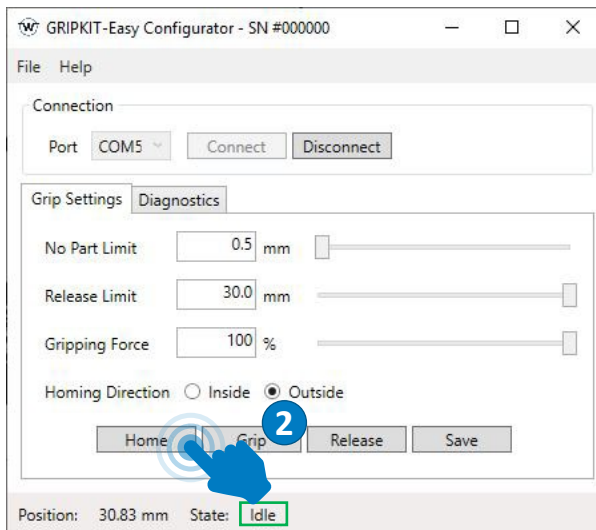 W GRIPKIT-Easy Configurator - SN #000000
File Help
Connection
Port COM5 Connect Disconnect
Grip Settings Diagnostics
No Part Limit 0.5 mm
Release Limit 30.0 mm
Gripping Force 100 %
Homing Direction Inside Outside
Home Grip Release Save
2
Position: 30.83 mm State: Idle